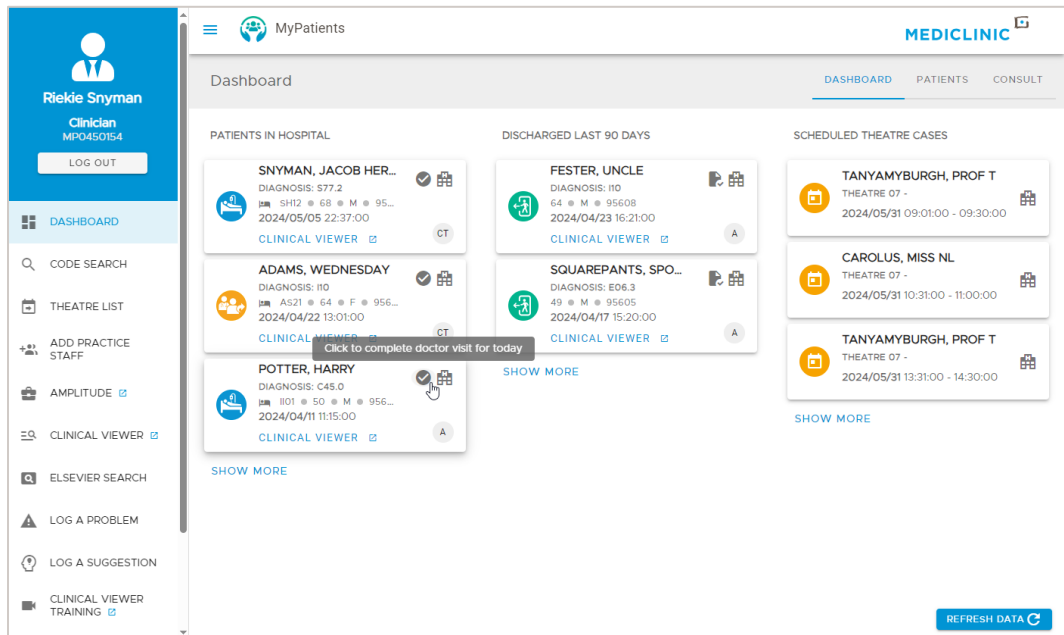 Riekie Snyman
Clinician
MP0450154
LOG OUT
DASHBOARD
CODE SEARCH
THEATRE LIST
ADD PRACTICE
STAFF
AMPLITUDE
CLINICAL VIEWER
ELSEVIER SEARCH
LOG A PROBLEM
LOG A SUGGESTION
CLINICAL VIEWER
TRAINING
MyPatients
MEDICLINIC
Dashboard
DASHBOARD PATIENTS CONSULT
PATIENTS IN HOSPITAL
SNYMAN, JACOB HER...
DIAGNOSIS: S77.2
SH12 68 M 95...
2024/05/05 22:37:00
CLINICAL VIEWER CT
ADAMS, WEDNESDAY
DIAGNOSIS: I10
AS21 64 F 956...
2024/04/22 13:01:00
CLINICAL VIEWER CT
Click to complete doctor visit for today
POTTER, HARRY
DIAGNOSIS: C45.0
II01 50 M 956...
2024/04/11 11:15:00
CLINICAL VIEWER A
SHOW MORE
DISCHARGED LAST 90 DAYS
FESTER, UNCLE
DIAGNOSIS: I10
64 M 95608
2024/04/23 16:21:00
CLINICAL VIEWER A
SQUAREPANTS, SPO...
DIAGNOSIS: E06.3
49 M 95605
2024/04/17 15:20:00
CLINICAL VIEWER A
SHOW MORE
SCHEDULED THEATRE CASES
TANYAMYBURGH, PROF T
THEATRE 07 -
2024/05/31 09:01:00 - 09:30:00
CAROLUS, MISS NL
THEATRE 07 -
2024/05/31 10:31:00 - 11:00:00
TANYAMYBURGH, PROF T
THEATRE 07 -
2024/05/31 13:31:00 - 14:30:00
SHOW MORE
REFRESH DATA